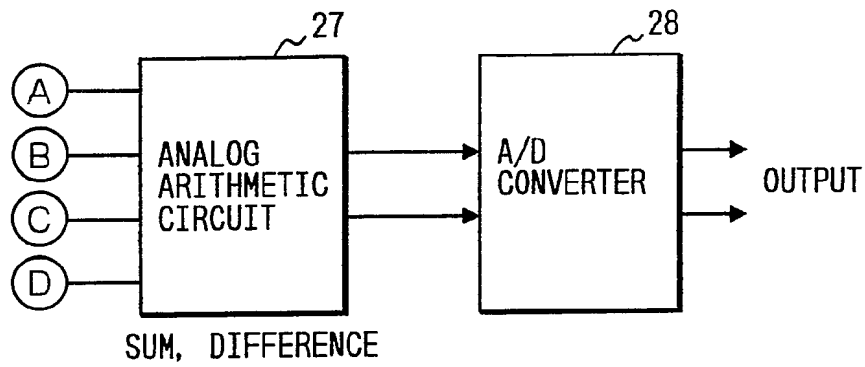 27
28
A
B
C
D
ANALOG
ARITHMETIC
CIRCUIT
A/D
CONVERTER
OUTPUT
SUM, DIFFERENCE